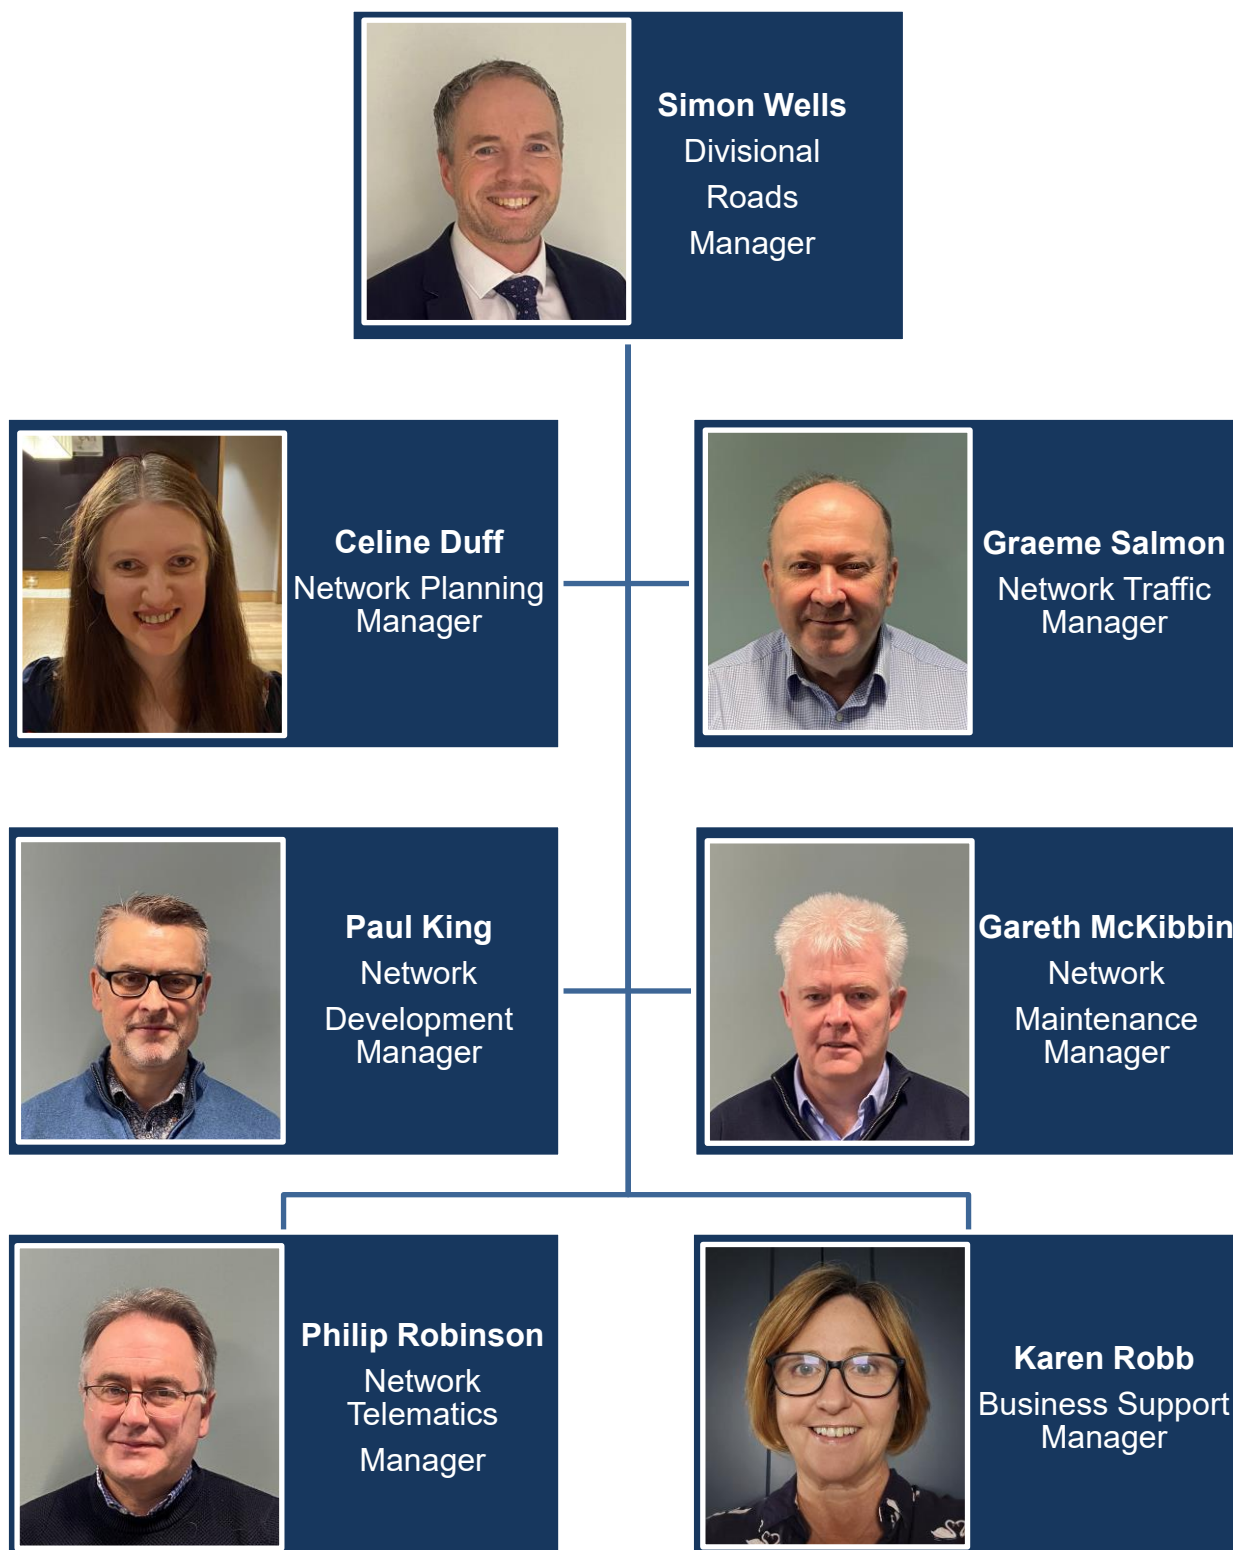 Simon Wells
Divisional
Roads
Manager
Celine Duff
Network Planning
Manager
Graeme Salmon
Network Traffic
Manager
Paul King
Network
Development
Manager
Gareth McKibbin
Network
Maintenance
Manager
Philip Robinson
Network
Telematics
Manager
Karen Robb
Business Support
Manager